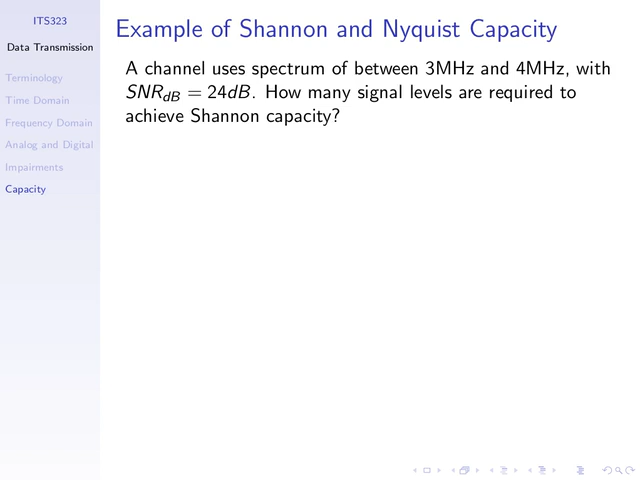 ITS323
Data Transmission
Terminology
Time Domain
Frequency Domain
Analog and Digital
Impairments
Capacity
Example of Shannon and Nyquist Capacity
A channel uses spectrum of between 3MHz and 4MHz, with
SNRdB = 24dB. How many signal levels are required to
achieve Shannon capacity?